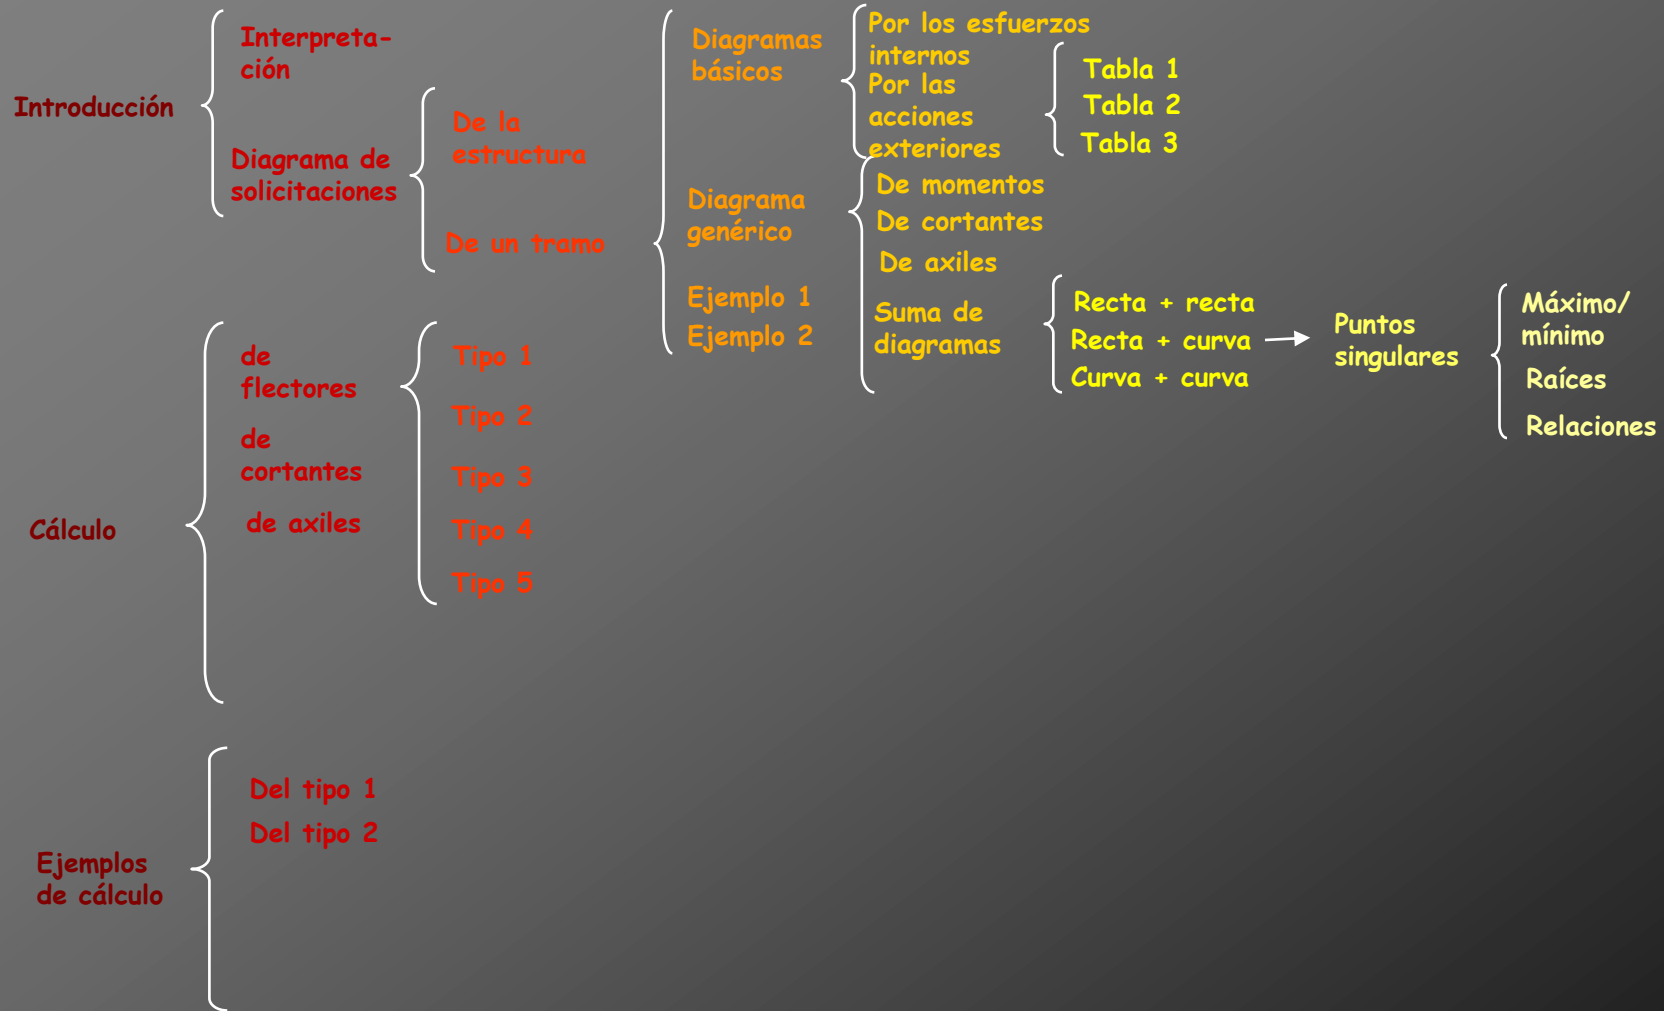 Introducción
Interpreta-
ción
Diagrama de
solicitaciones
De la
estructura
De un tramo
Diagramas
básicos
Por los esfuerzos
internos
Por las
acciones
exteriores
Tabla 1
Tabla 2
Tabla 3
Diagrama
genérico
De momentos
De cortantes
De axiles
Suma de
diagramas
Recta + recta
Recta + curva
Curva + curva
Puntos
singulares
Máximo/
mínimo
Raíces
Relaciones
Ejemplo 1
Ejemplo 2
Cálculo
de
flectores
de
cortantes
de axiles
Tipo 1
Tipo 2
Tipo 3
Tipo 4
Tipo 5
Ejemplos
de cálculo
Del tipo 1
Del tipo 2